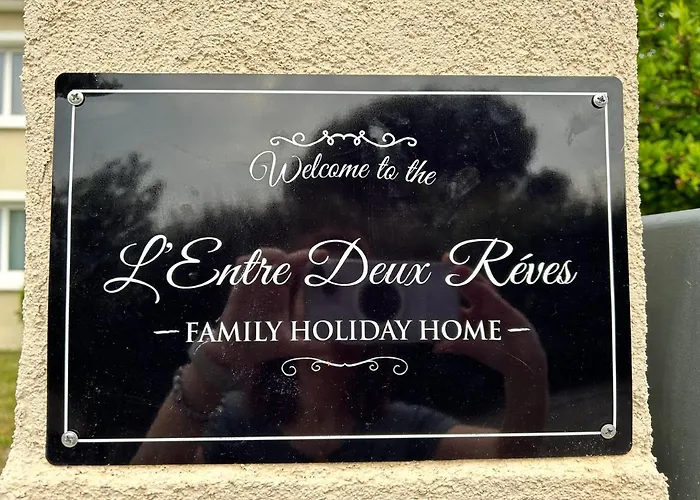 Welcome to the
L'Entre Deux Réves
— FAMILY HOLIDAY HOME —